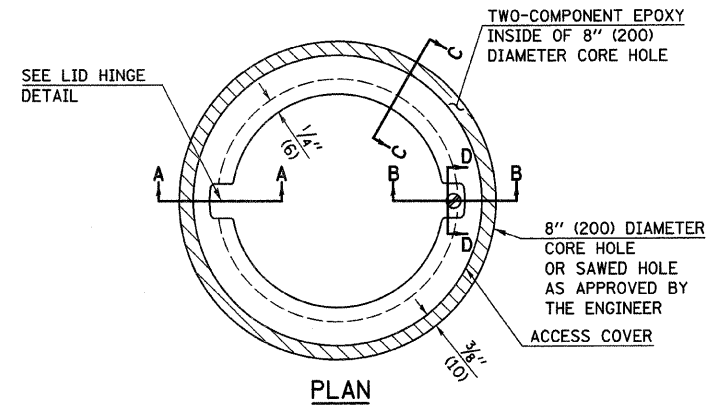 TWO-COMPONENT EPOXY
INSIDE OF 8" (200)
DIAMETER CORE HOLE
SEE LID HINGE
DETAIL
C
C
1/4"
(6)
A
A
B
B
D
D
8" (200) DIAMETER
CORE HOLE
OR SAWED HOLE
AS APPROVED BY
THE ENGINEER
ACCESS COVER
3/8"
(10)
PLAN